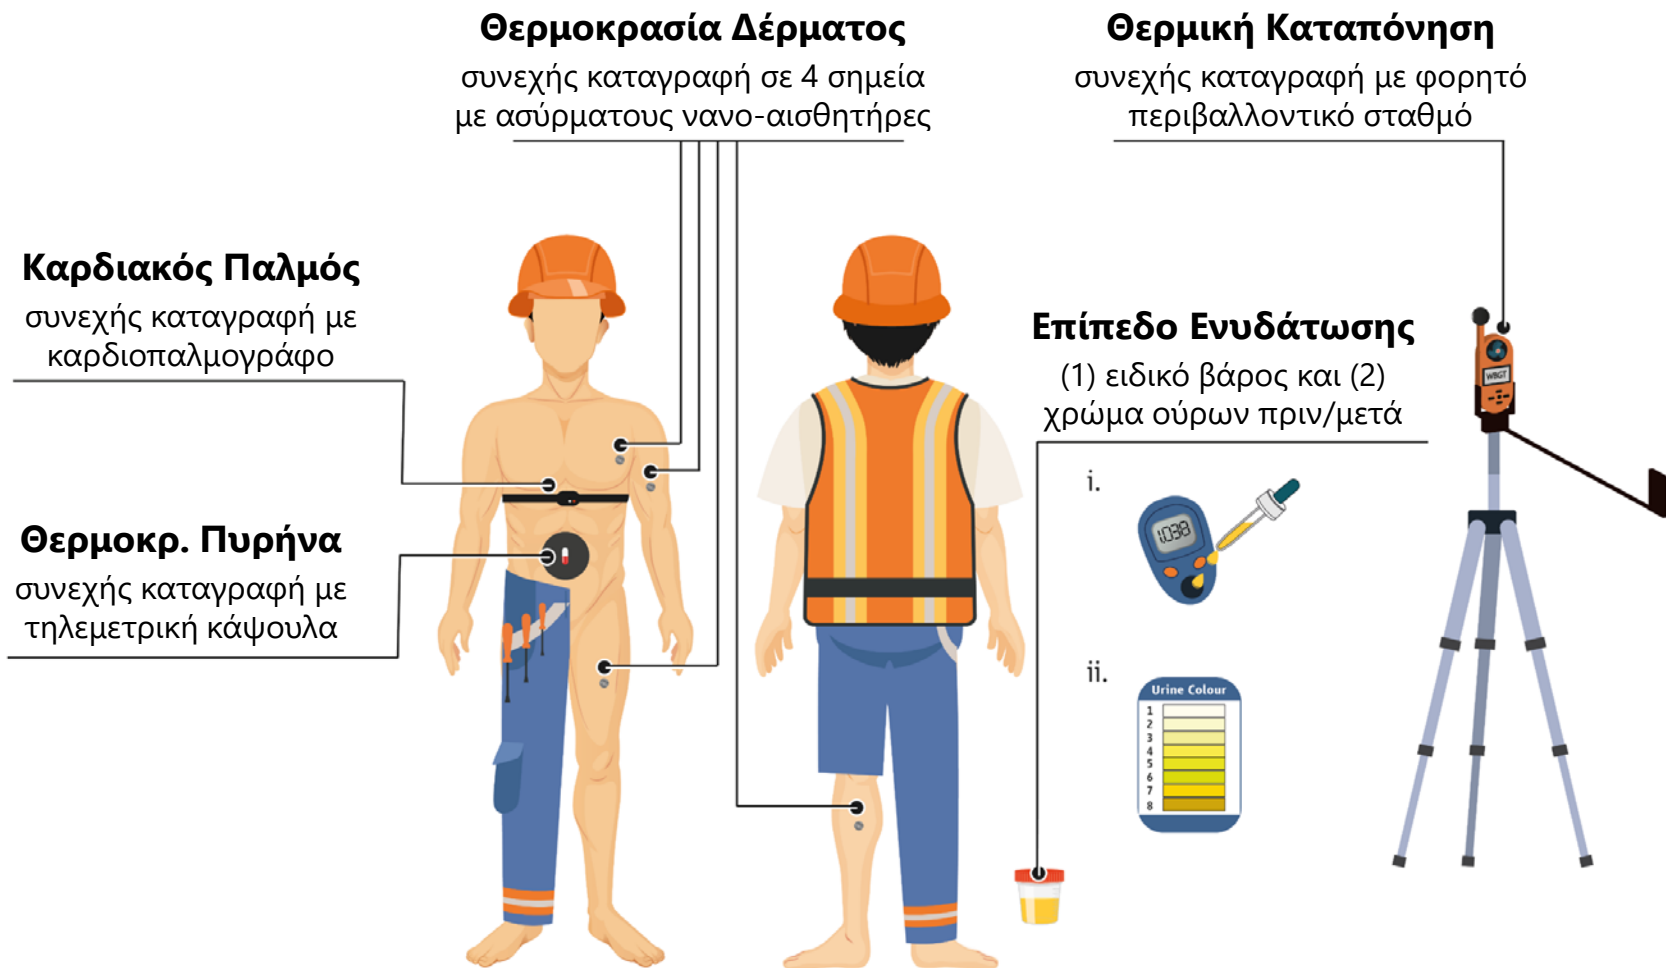 Θερμοκρασία Δέρματος
συνεχής καταγραφή σε 4 σημεία
με ασύρματους νανο-αισθητήρες
Θερμική Καταπόνηση
συνεχής καταγραφή με φορητό
περιβαλλοντικό σταθμό
Καρδιακός Παλμός
συνεχής καταγραφή με
καρδιοπαλμογράφο
Επίπεδο Ενυδάτωσης
(1) ειδικό βάρος και (2)
χρώμα ούρων πριν/μετά
WBGT
i.
1.038
Θερμοκρ. Πυρήνα
συνεχής καταγραφή με
τηλεμετρική κάψουλα
ii.
Urine Colour
1
2
3
4
5
6
7
8